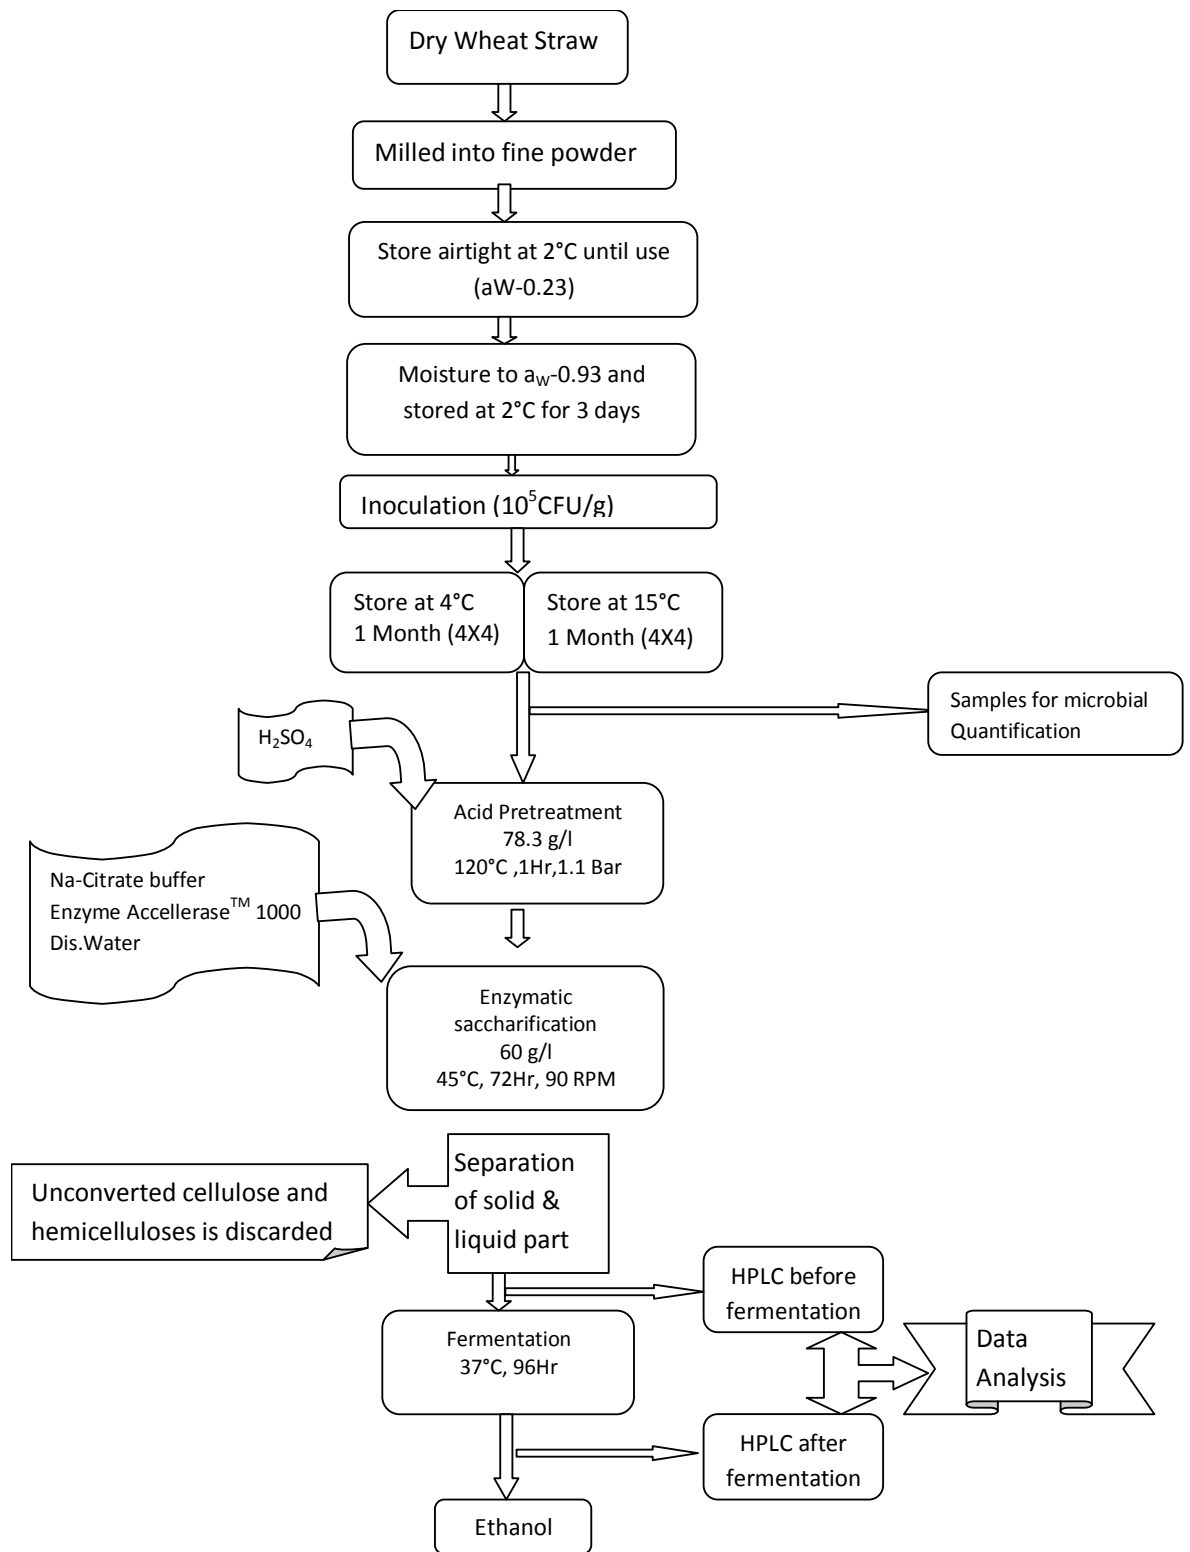 Dry Wheat Straw
Milled into fine powder
Store airtight at 2°C until use
(aW-0.23)
Moisture to aW-0.93 and
stored at 2°C for 3 days
Inoculation (10⁵CFU/g)
Store at 4°C
1 Month (4X4)
Store at 15°C
1 Month (4X4)
Samples for microbial
Quantification
H₂SO₄
Acid Pretreatment
78.3 g/l
120°C ,1Hr,1.1 Bar
Na-Citrate buffer
Enzyme Accellerase™ 1000
Dis.Water
Enzymatic
saccharification
60 g/l
45°C, 72Hr, 90 RPM
Separation
of solid &
liquid part
Unconverted cellulose and
hemicelluloses is discarded
HPLC before
fermentation
Fermentation
37°C, 96Hr
Data
Analysis
HPLC after
fermentation
Ethanol